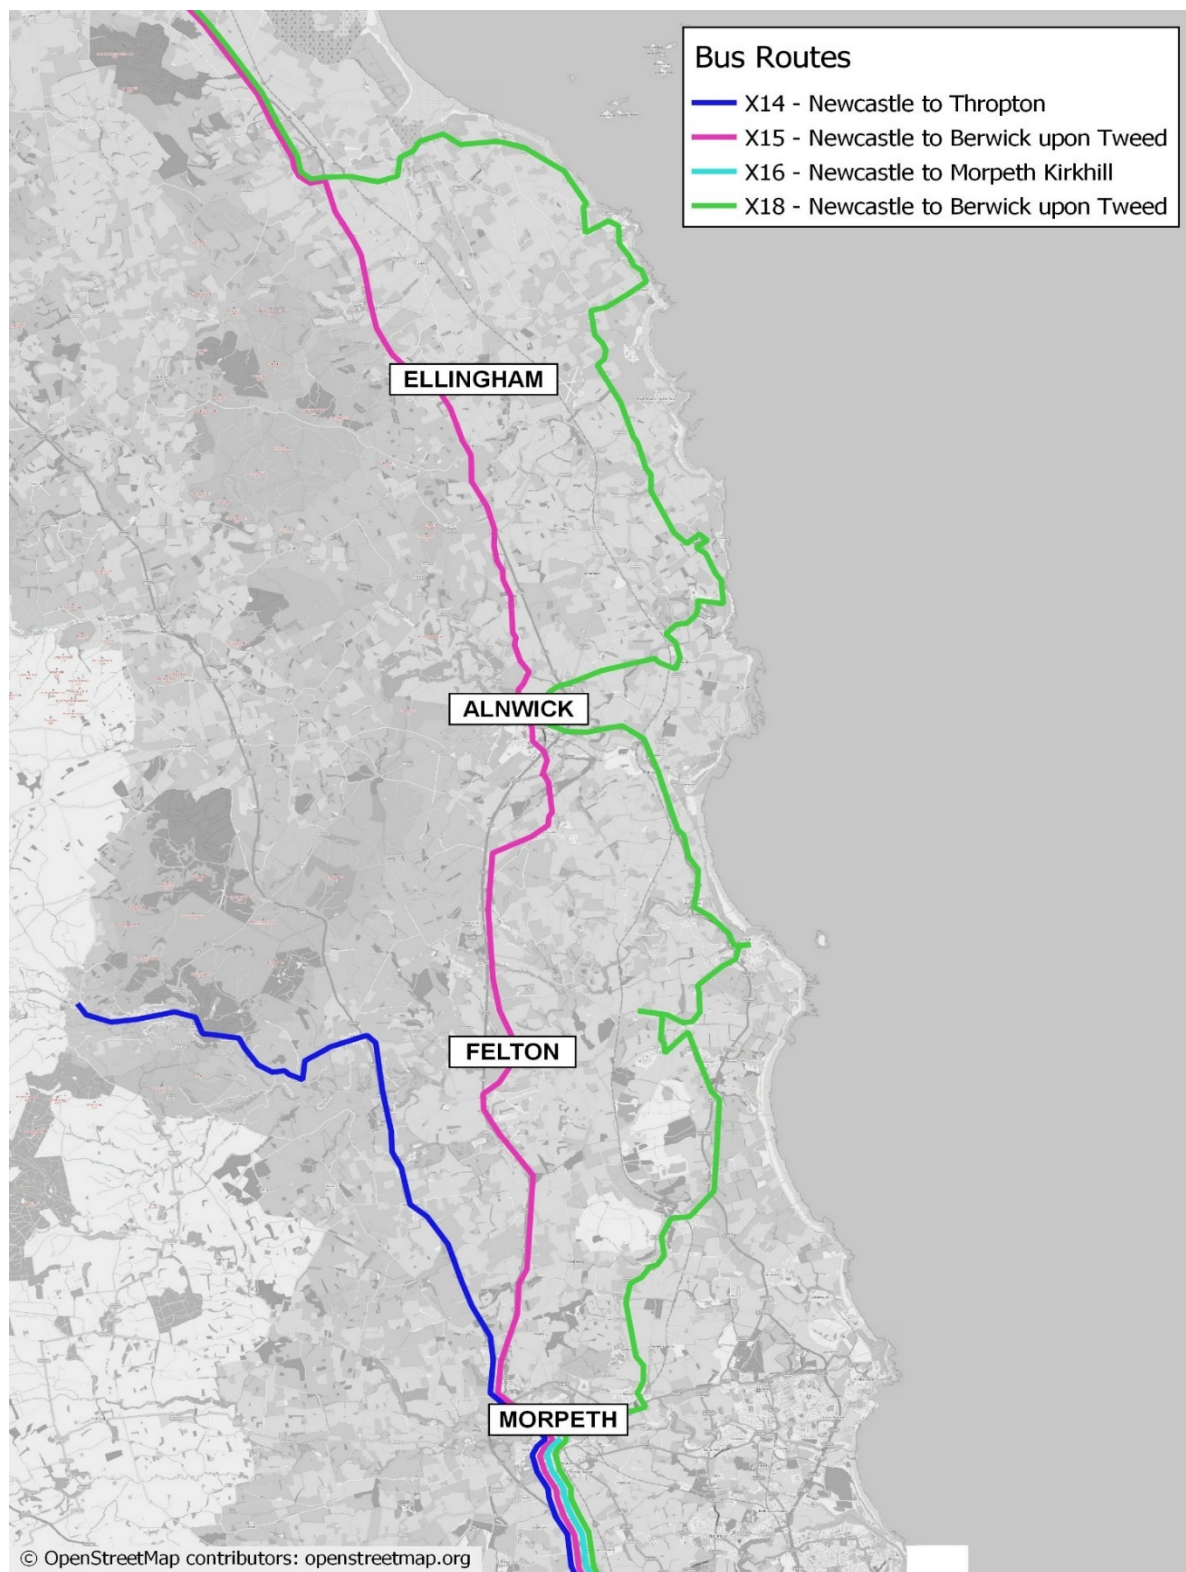 Bus Routes
X14 - Newcastle to Thropton
X15 - Newcastle to Berwick upon Tweed
X16 - Newcastle to Morpeth Kirkhill
X18 - Newcastle to Berwick upon Tweed
ELLINGHAM
ALNWICK
FELTON
MORPETH
© OpenStreetMap contributors: openstreetmap.org